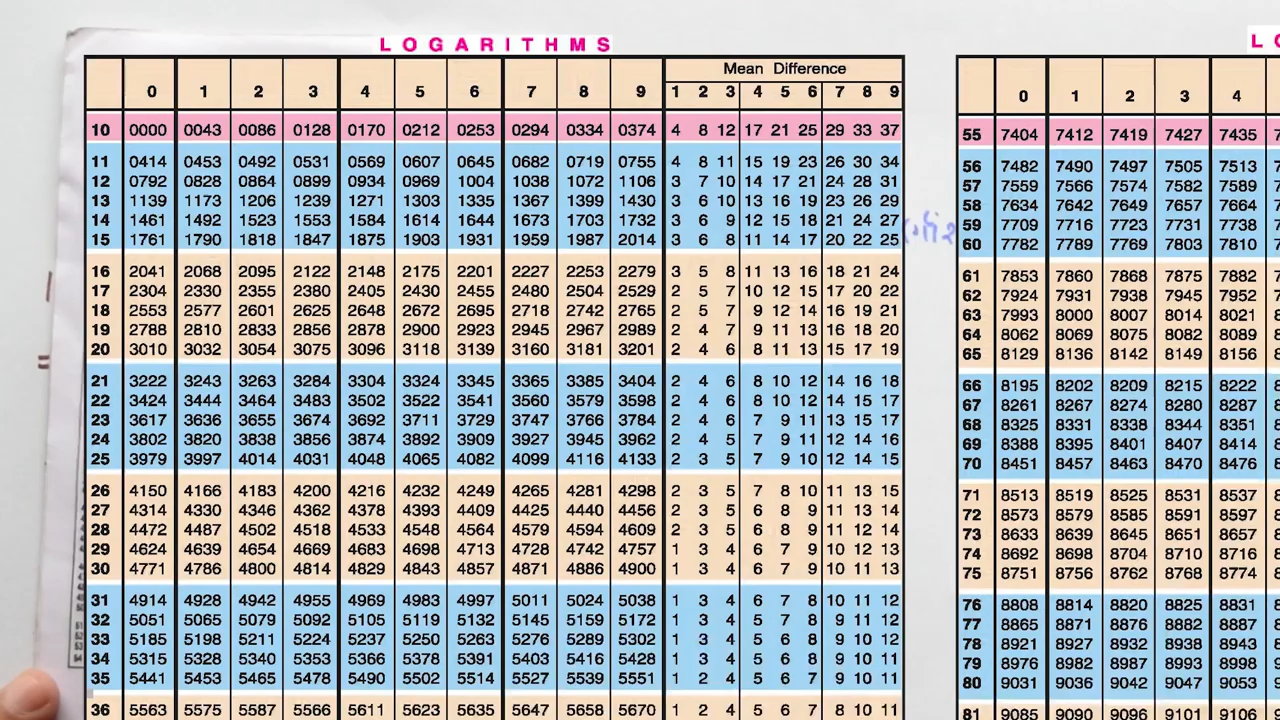 LOGARITHMS
Mean Difference
0 1 2 3 4 5 6 7 8 9 1 2 3 4 5 6 7 8 9
10 0000 0043 0086 0128 0170 0212 0253 0294 0334 0374 4 8 12 17 21 25 29 33 37
11 0414 0453 0492 0531 0569 0607 0645 0682 0719 0755 4 8 11 15 19 23 26 30 34
12 0792 0828 0864 0899 0934 0969 1004 1038 1072 1106 3 7 10 14 17 21 24 28 31
13 1139 1173 1206 1239 1271 1303 1335 1367 1399 1430 3 6 10 13 16 19 23 26 29
14 1461 1492 1523 1553 1584 1614 1644 1673 1703 1732 3 6 9 12 15 18 21 24 27
15 1761 1790 1818 1847 1875 1903 1931 1959 1987 2014 3 6 8 11 14 17 20 22 25
16 2041 2068 2095 2122 2148 2175 2201 2227 2253 2279 3 5 8 11 13 16 18 21 24
17 2304 2330 2355 2380 2405 2430 2455 2480 2504 2529 2 5 7 10 12 15 17 20 22
18 2553 2577 2601 2625 2648 2672 2695 2718 2742 2765 2 5 7 9 12 14 16 19 21
19 2788 2810 2833 2856 2878 2900 2923 2945 2967 2989 2 4 7 9 11 13 16 18 20
20 3010 3032 3054 3075 3096 3118 3139 3160 3181 3201 2 4 6 8 11 13 15 17 19
21 3222 3243 3263 3284 3304 3324 3345 3365 3385 3404 2 4 6 8 10 12 14 16 18
22 3424 3444 3464 3483 3502 3522 3541 3560 3579 3598 2 4 6 8 10 12 14 15 17
23 3617 3636 3655 3674 3692 3711 3729 3747 3766 3784 2 4 6 7 9 11 13 15 17
24 3802 3820 3838 3856 3874 3892 3909 3927 3945 3962 2 4 5 7 9 11 12 14 16
25 3979 3997 4014 4031 4048 4065 4082 4099 4116 4133 2 3 5 7 9 10 12 14 15
26 4150 4166 4183 4200 4216 4232 4249 4265 4281 4298 2 3 5 7 8 10 11 13 15
27 4314 4330 4346 4362 4378 4393 4409 4425 4440 4456 2 3 5 6 8 9 11 13 14
28 4472 4487 4502 4518 4533 4548 4564 4579 4594 4609 2 3 5 6 8 9 11 12 14
29 4624 4639 4654 4669 4683 4698 4713 4728 4742 4757 1 3 4 6 7 9 10 12 13
30 4771 4786 4800 4814 4829 4843 4857 4871 4886 4900 1 3 4 6 7 9 10 11 13
31 4914 4928 4942 4955 4969 4983 4997 5011 5024 5038 1 3 4 6 7 8 10 11 12
32 5051 5065 5079 5092 5105 5119 5132 5145 5159 5172 1 3 4 5 7 8 9 11 12
33 5185 5198 5211 5224 5237 5250 5263 5276 5289 5302 1 3 4 5 6 8 9 10 12
34 5315 5328 5340 5353 5366 5378 5391 5403 5416 5428 1 3 4 5 6 8 9 10 11
35 5441 5453 5465 5478 5490 5502 5514 5527 5539 5551 1 2 4 5 6 7 9 10 11
36 5563 5575 5587 5566 5611 5623 5635 5647 5658 5670 1 2 4 5 6 7 8 10 11
0 1 2 3 4
55 7404 7412 7419 7427 7435
56 7482 7490 7497 7505 7513
57 7559 7566 7574 7582 7589
58 7634 7642 7649 7657 7664
59 7709 7716 7723 7731 7738
60 7782 7789 7769 7803 7810
61 7853 7860 7868 7875 7882
62 7924 7931 7938 7945 7952
63 7993 8000 8007 8014 8021
64 8062 8069 8075 8082 8089
65 8129 8136 8142 8149 8156
66 8195 8202 8209 8215 8222
67 8261 8267 8274 8280 8287
68 8325 8331 8338 8344 8351
69 8388 8395 8401 8407 8414
70 8451 8457 8463 8470 8476
71 8513 8519 8525 8531 8537
72 8573 8579 8585 8591 8597
73 8633 8639 8645 8651 8657
74 8692 8698 8704 8710 8716
75 8751 8756 8762 8768 8774
76 8808 8814 8820 8825 8831
77 8865 8871 8876 8882 8887
78 8921 8927 8932 8938 8943
79 8976 8982 8987 8993 8998
80 9031 9036 9042 9047 9053
81 9085 9090 9096 9101 9106